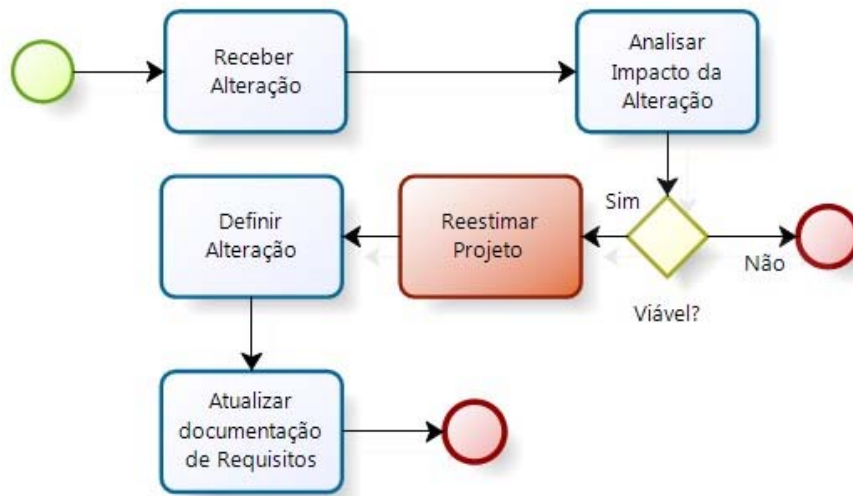 Receber
Alteração
Analisar
Impacto da
Alteração
Sim
Não
Viável?
Reestimar
Projeto
Definir
Alteração
Atualizar
documentação
de Requisitos